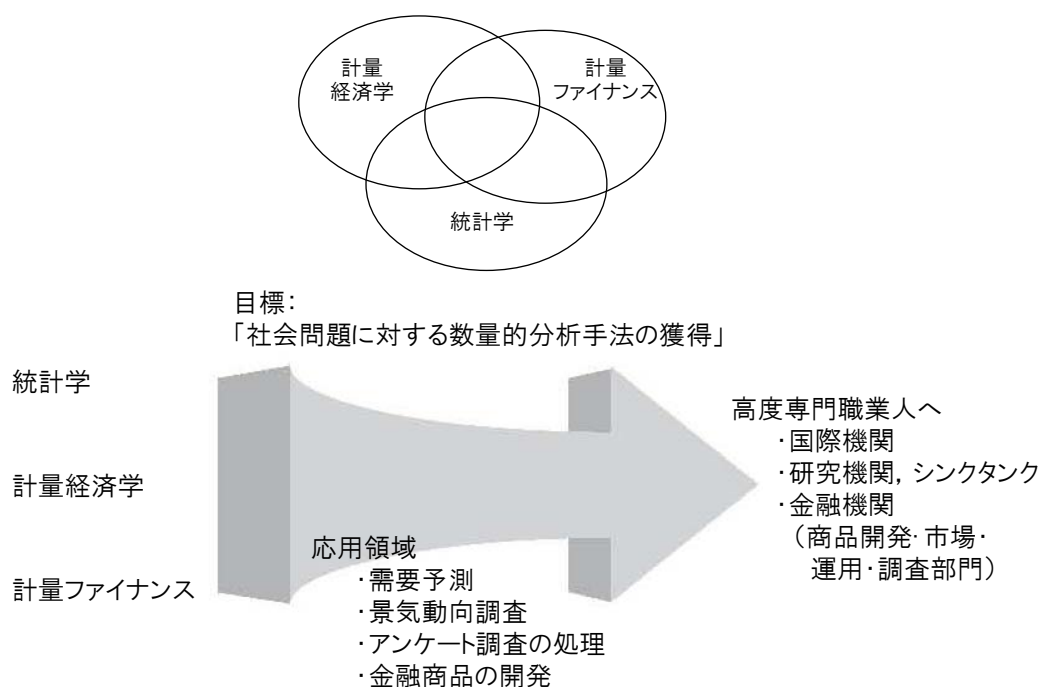 計量
経済学
計量
ファイナンス
統計学
目標:
「社会問題に対する数量的分析手法の獲得」
統計学
計量経済学
計量ファイナンス
応用領域
・需要予測
・景気動向調査
・アンケート調査の処理
・金融商品の開発
高度専門職業人へ
・国際機関
・研究機関, シンクタンク
・金融機関
(商品開発・市場・
運用・調査部門)